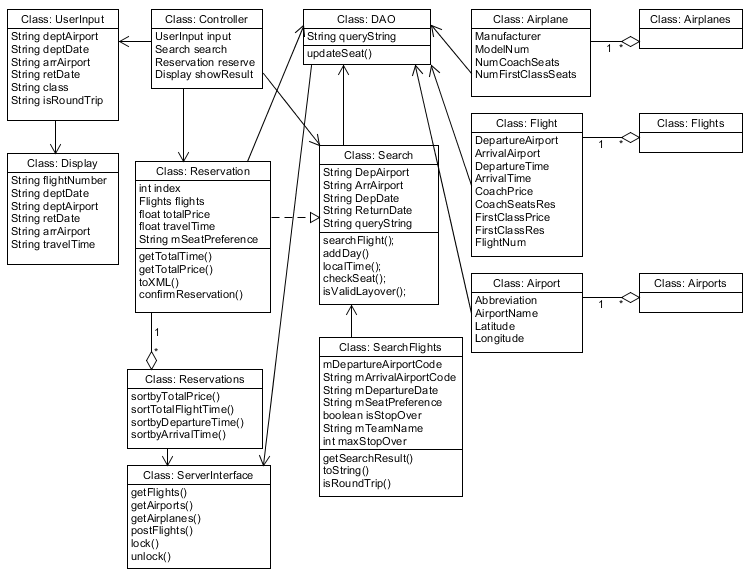 Class: UserInput
String deptAirport
String deptDate
String arrAirport
String retDate
String class
String isRoundTrip
Class: Controller
UserInput input
Search search
Reservation reserve
Display showResult
Class: DAO
String queryString
updateSeat()
Class: Airplane
Manufacturer
ModelNum
NumCoachSeats
NumFirstClassSeats
1
*
Class: Airplanes
Class: Flight
DepartureAirport
ArrivalAirport
DepartureTime
ArrivalTime
CoachPrice
CoachSeatsRes
FirstClassPrice
FirstClassRes
FlightNum
1
*
Class: Flights
Class: Display
String flightNumber
String deptDate
String deptAirport
String retDate
String arrAirport
String travelTime
Class: Reservation
int index
Flights flights
float totalPrice
float travelTime
String mSeatPreference
getTotalTime()
getTotalPrice()
toXML()
confirmReservation()
Class: Search
String DepAirport
String ArrAirport
String DepDate
String ReturnDate
String queryString
searchFlight();
addDay()
localTime();
checkSeat();
isValidLayover();
Class: Airport
Abbreviation
AirportName
Latitude
Longitude
1
*
Class: Airports
1
*
Class: Reservations
sortbyTotalPrice()
sortTotalFlightTime()
sortbyDepartureTime()
sortbyArrivalTime()
Class: SearchFlights
mDepartureAirportCode
String mArrivalAirportCode
String mDepartureDate
String mSeatPreference
boolean isStopOver
String mTeamName
int maxStopOver
getSearchResult()
toString()
isRoundTrip()
Class: ServerInterface
getFlights()
getAirports()
getAirplanes()
postFlights()
lock()
unlock()